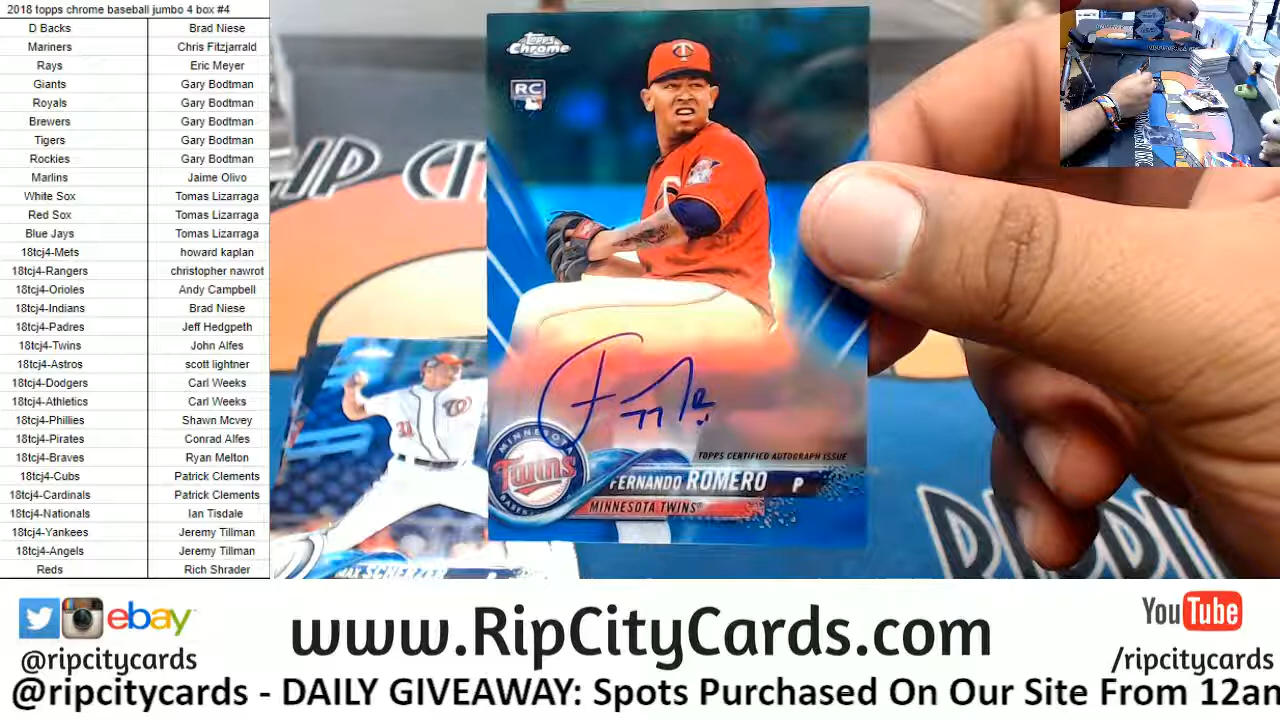 2018 topps chrome baseball jumbo 4 box #4
D Backs Brad Niese
Mariners Chris Fitzjarrald
Rays Eric Meyer
Giants Gary Bodtman
Royals Gary Bodtman
Brewers Gary Bodtman
Tigers Gary Bodtman
Rockies Gary Bodtman
Marlins Jaime Olivo
White Sox Tomas Lizarraga
Red Sox Tomas Lizarraga
Blue Jays Tomas Lizarraga
18tcj4-Mets howard kaplan
18tcj4-Rangers christopher nawrot
18tcj4-Orioles Andy Campbell
18tcj4-Indians Brad Niese
18tcj4-Padres Jeff Hedgpeth
18tcj4-Twins John Alfes
18tcj4-Astros scott lightner
18tcj4-Dodgers Carl Weeks
18tcj4-Athletics Carl Weeks
18tcj4-Phillies Shawn Mcvey
18tcj4-Pirates Conrad Alfes
18tcj4-Braves Ryan Melton
18tcj4-Cubs Patrick Clements
18tcj4-Cardinals Patrick Clements
18tcj4-Nationals Ian Tisdale
18tcj4-Yankees Jeremy Tillman
18tcj4-Angels Jeremy Tillman
Reds Rich Shrader
Topps Chrome
RC
TOPPS CERTIFIED AUTOGRAPH ISSUE
MINNESOTA
Twins
FERNANDO ROMERO P
MINNESOTA TWINS
31
SCHERZER
ebay
@ripcitycards
www.RipCityCards.com
YouTube
/ripcitycards
@ripcitycards - DAILY GIVEAWAY: Spots Purchased On Our Site From 12am